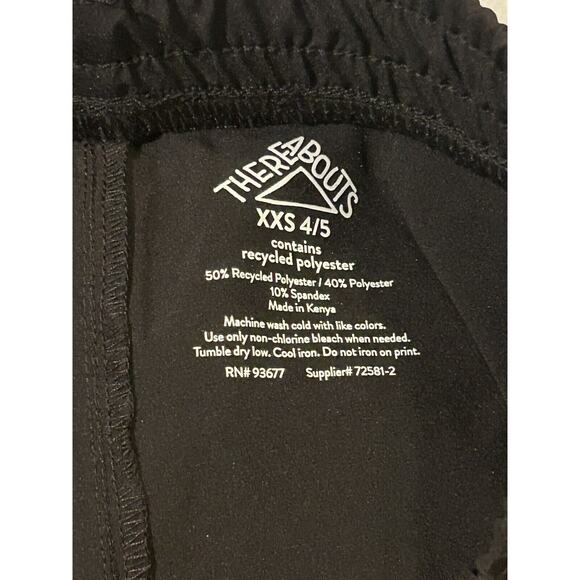 THEREABOUTS
XXS 4/5
contains
recycled polyester
50% Recycled Polyester / 40% Polyester
10% Spandex
Made in Kenya
Machine wash cold with like colors.
Use only non-chlorine bleach when needed.
Tumble dry low. Cool iron. Do not iron on print.
RN# 93677 Supplier# 72581-2